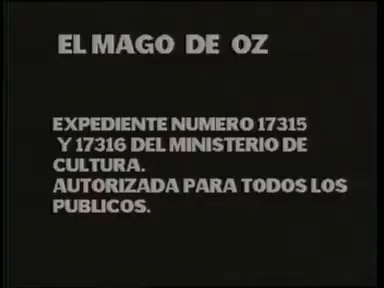 EL MAGO DE OZ
EXPEDIENTE NUMERO 17315
Y 17316 DEL MINISTERIO DE
CULTURA.
AUTORIZADA PARA TODOS LOS
PUBLICOS.